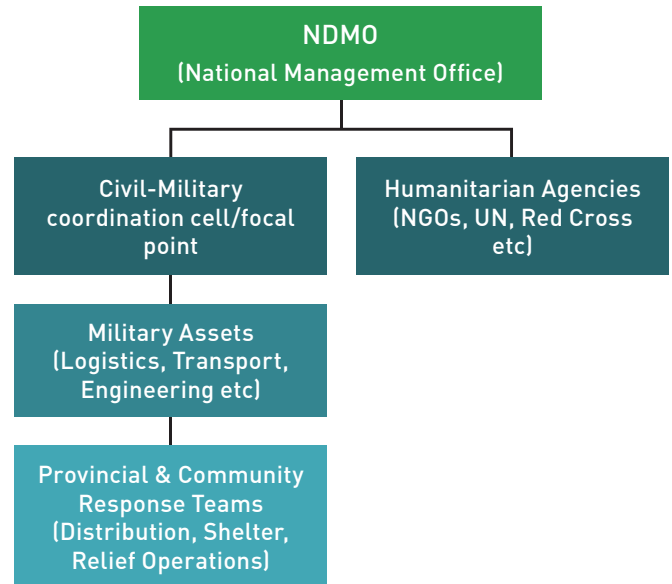 NDMO
(National Management Office)
Civil-Military
coordination cell/focal
point
Humanitarian Agencies
(NGOs, UN, Red Cross
etc)
Military Assets
(Logistics, Transport,
Engineering etc)
Provincial & Community
Response Teams
(Distribution, Shelter,
Relief Operations)